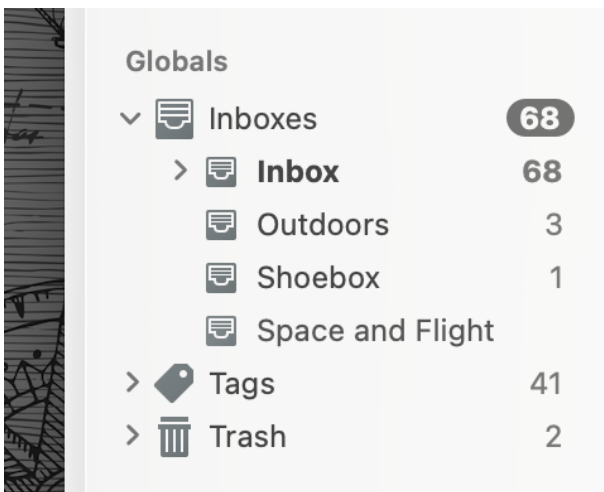 Globals
Inboxes 68
Inbox 68
Outdoors 3
Shoebox 1
Space and Flight
Tags 41
Trash 2